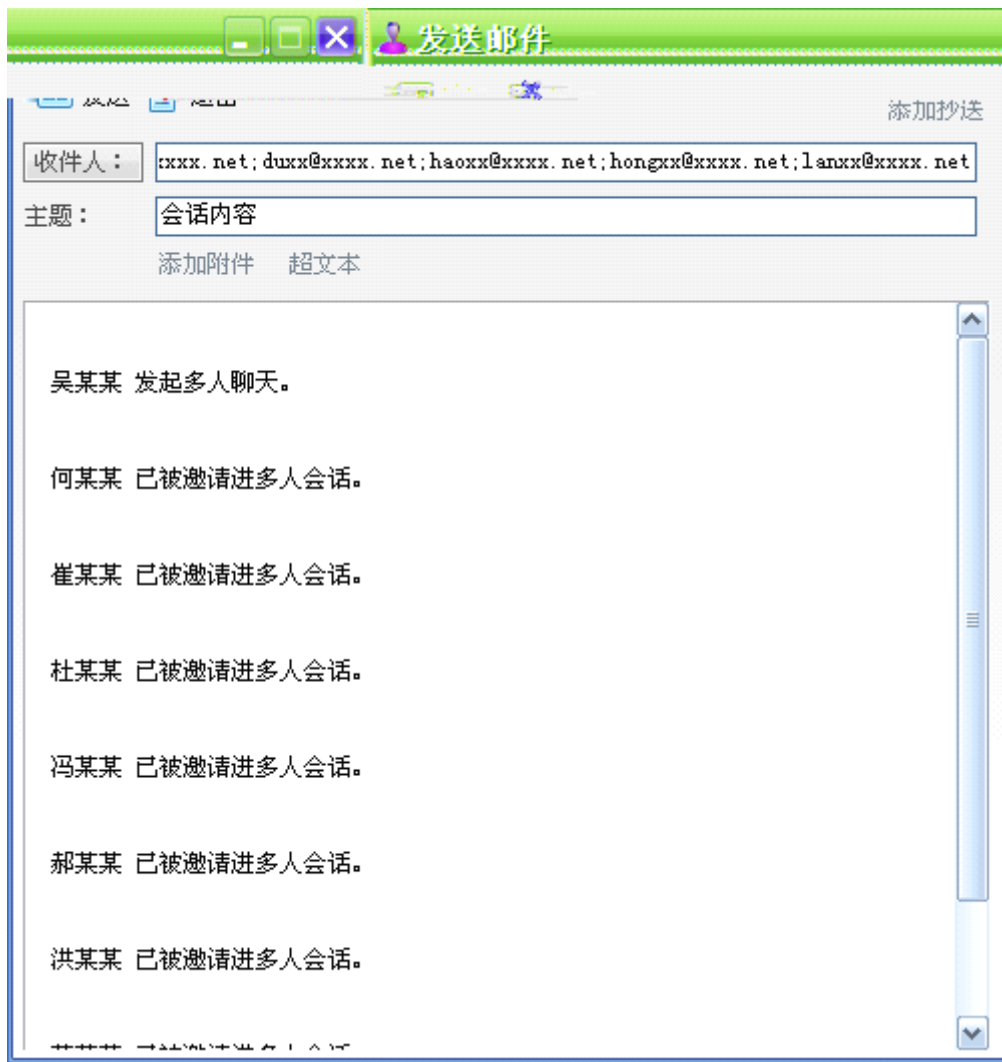 发送邮件
添加抄送
收件人：
xxx.net;duxx@xxxx.net;haoxx@xxxx.net;hongxx@xxxx.net;lanxx@xxxx.net
主题：
会话内容
添加附件 超文本
吴某某 发起多人聊天。
何某某 已被邀请进多人会话。
崔某某 已被邀请进多人会话。
杜某某 已被邀请进多人会话。
冯某某 已被邀请进多人会话。
郝某某 已被邀请进多人会话。
洪某某 已被邀请进多人会话。